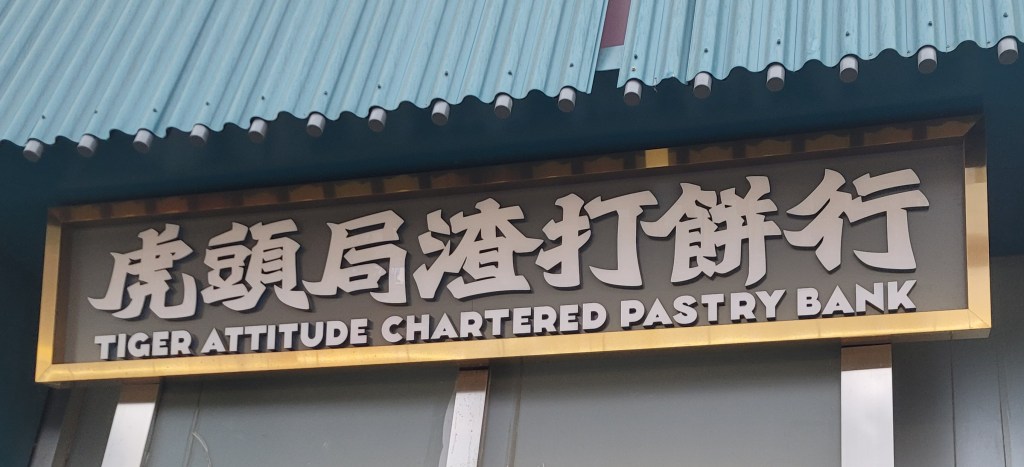 虎頭局渣打餅行
TIGER ATTITUDE CHARTERED PASTRY BANK